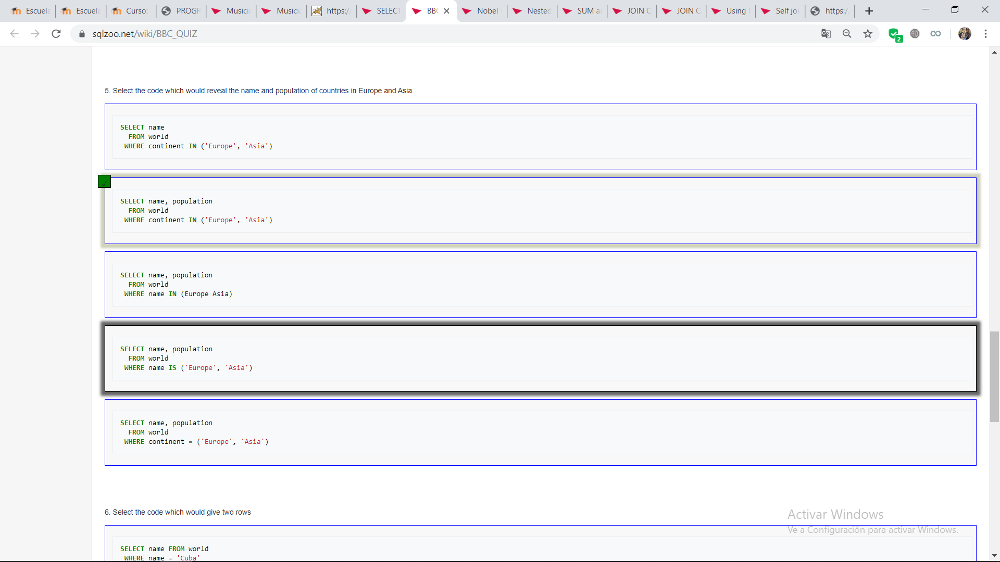 Escuela
Escuela
Curso:
PROGR
Musici
Musici
https:/
SELECT
BBC
Nobel
Nested
SUM a
JOIN
JOIN
Using
Self joi
https:/
sqlzoo.net/wiki/BBC_QUIZ
2
5. Select the code which would reveal the name and population of countries in Europe and Asia
SELECT name
FROM world
WHERE continent IN ('Europe', 'Asia')
SELECT name, population
FROM world
WHERE continent IN ('Europe', 'Asia')
SELECT name, population
FROM world
WHERE name IN (Europe Asia)
SELECT name, population
FROM world
WHERE name IS ('Europe', 'Asia')
SELECT name, population
FROM world
WHERE continent = ('Europe', 'Asia')
6. Select the code which would give two rows
SELECT name FROM world
WHERE name = 'Cuba'
Activar Windows
Ve a Configuración para activar Windows.